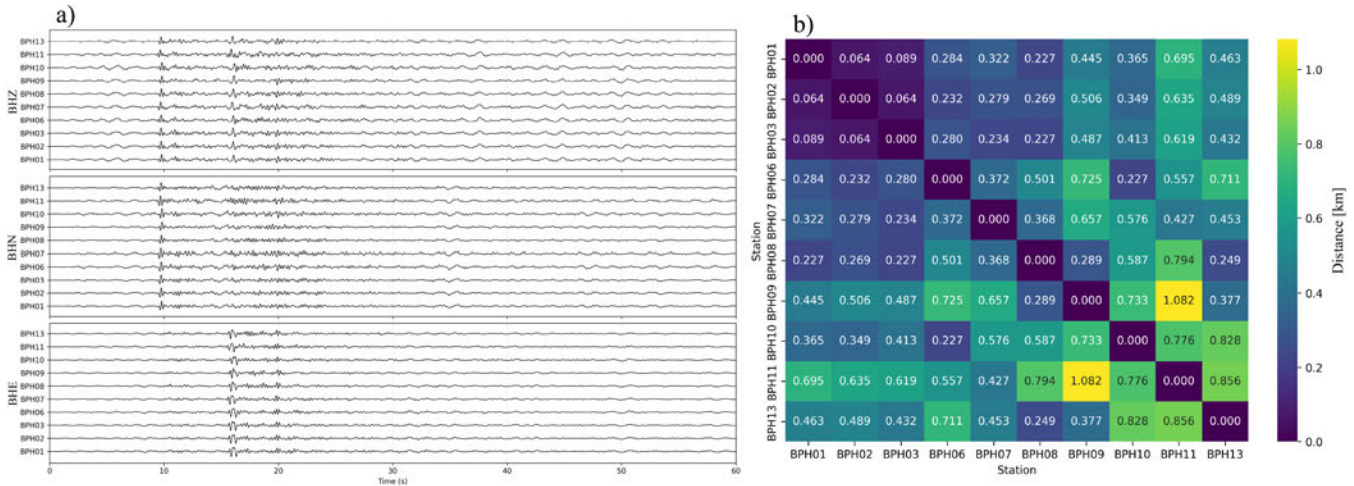 a)
BHZ
BPH13
BPH11
BPH10
BPH09
BPH08
BPH07
BPH06
BPH03
BPH02
BPH01
BHN
BPH13
BPH11
BPH10
BPH09
BPH08
BPH07
BPH06
BPH03
BPH02
BPH01
BHE
BPH13
BPH11
BPH10
BPH09
BPH08
BPH07
BPH06
BPH03
BPH02
BPH01
0 10 20 30 40 50 60
Time (s)
b)
Station
BPH01 0.000 0.064 0.089 0.284 0.322 0.227 0.445 0.365 0.695 0.463
BPH02 0.064 0.000 0.064 0.232 0.279 0.269 0.506 0.349 0.635 0.489
BPH03 0.089 0.064 0.000 0.280 0.234 0.227 0.487 0.413 0.619 0.432
BPH06 0.284 0.232 0.280 0.000 0.372 0.501 0.725 0.227 0.557 0.711
BPH07 0.322 0.279 0.234 0.372 0.000 0.368 0.657 0.576 0.427 0.453
BPH08 0.227 0.269 0.227 0.501 0.368 0.000 0.289 0.587 0.794 0.249
BPH09 0.445 0.506 0.487 0.725 0.657 0.289 0.000 0.733 1.082 0.377
BPH10 0.365 0.349 0.413 0.227 0.576 0.587 0.733 0.000 0.776 0.828
BPH11 0.695 0.635 0.619 0.557 0.427 0.794 1.082 0.776 0.000 0.856
BPH13 0.463 0.489 0.432 0.711 0.453 0.249 0.377 0.828 0.856 0.000
BPH01 BPH02 BPH03 BPH06 BPH07 BPH08 BPH09 BPH10 BPH11 BPH13
Station
1.0
0.8
0.6
0.4
0.2
0.0
Distance [km]